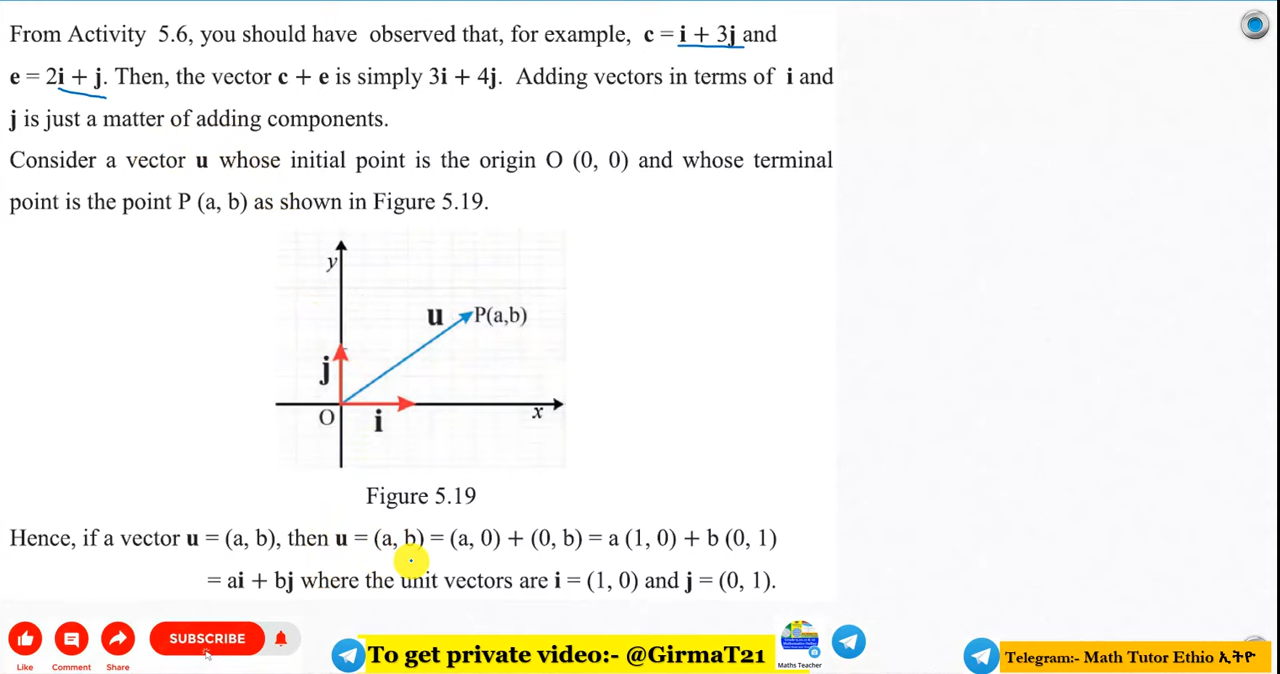 From Activity 5.6, you should have observed that, for example, c = i + 3j and
e = 2i + j. Then, the vector c + e is simply 3i + 4j. Adding vectors in terms of i and
j is just a matter of adding components.
Consider a vector u whose initial point is the origin O (0, 0) and whose terminal
point is the point P (a, b) as shown in Figure 5.19.
y
u P(a,b)
j
O i x
Figure 5.19
Hence, if a vector u = (a, b), then u = (a, b) = (a, 0) + (0, b) = a (1, 0) + b (0, 1)
= ai + bj where the unit vectors are i = (1, 0) and j = (0, 1).
Like
Comment
Share
SUBSCRIBE
To get private video:- @GirmaT21
Maths Teacher
Telegram:- Math Tutor Ethio ኢትዮ